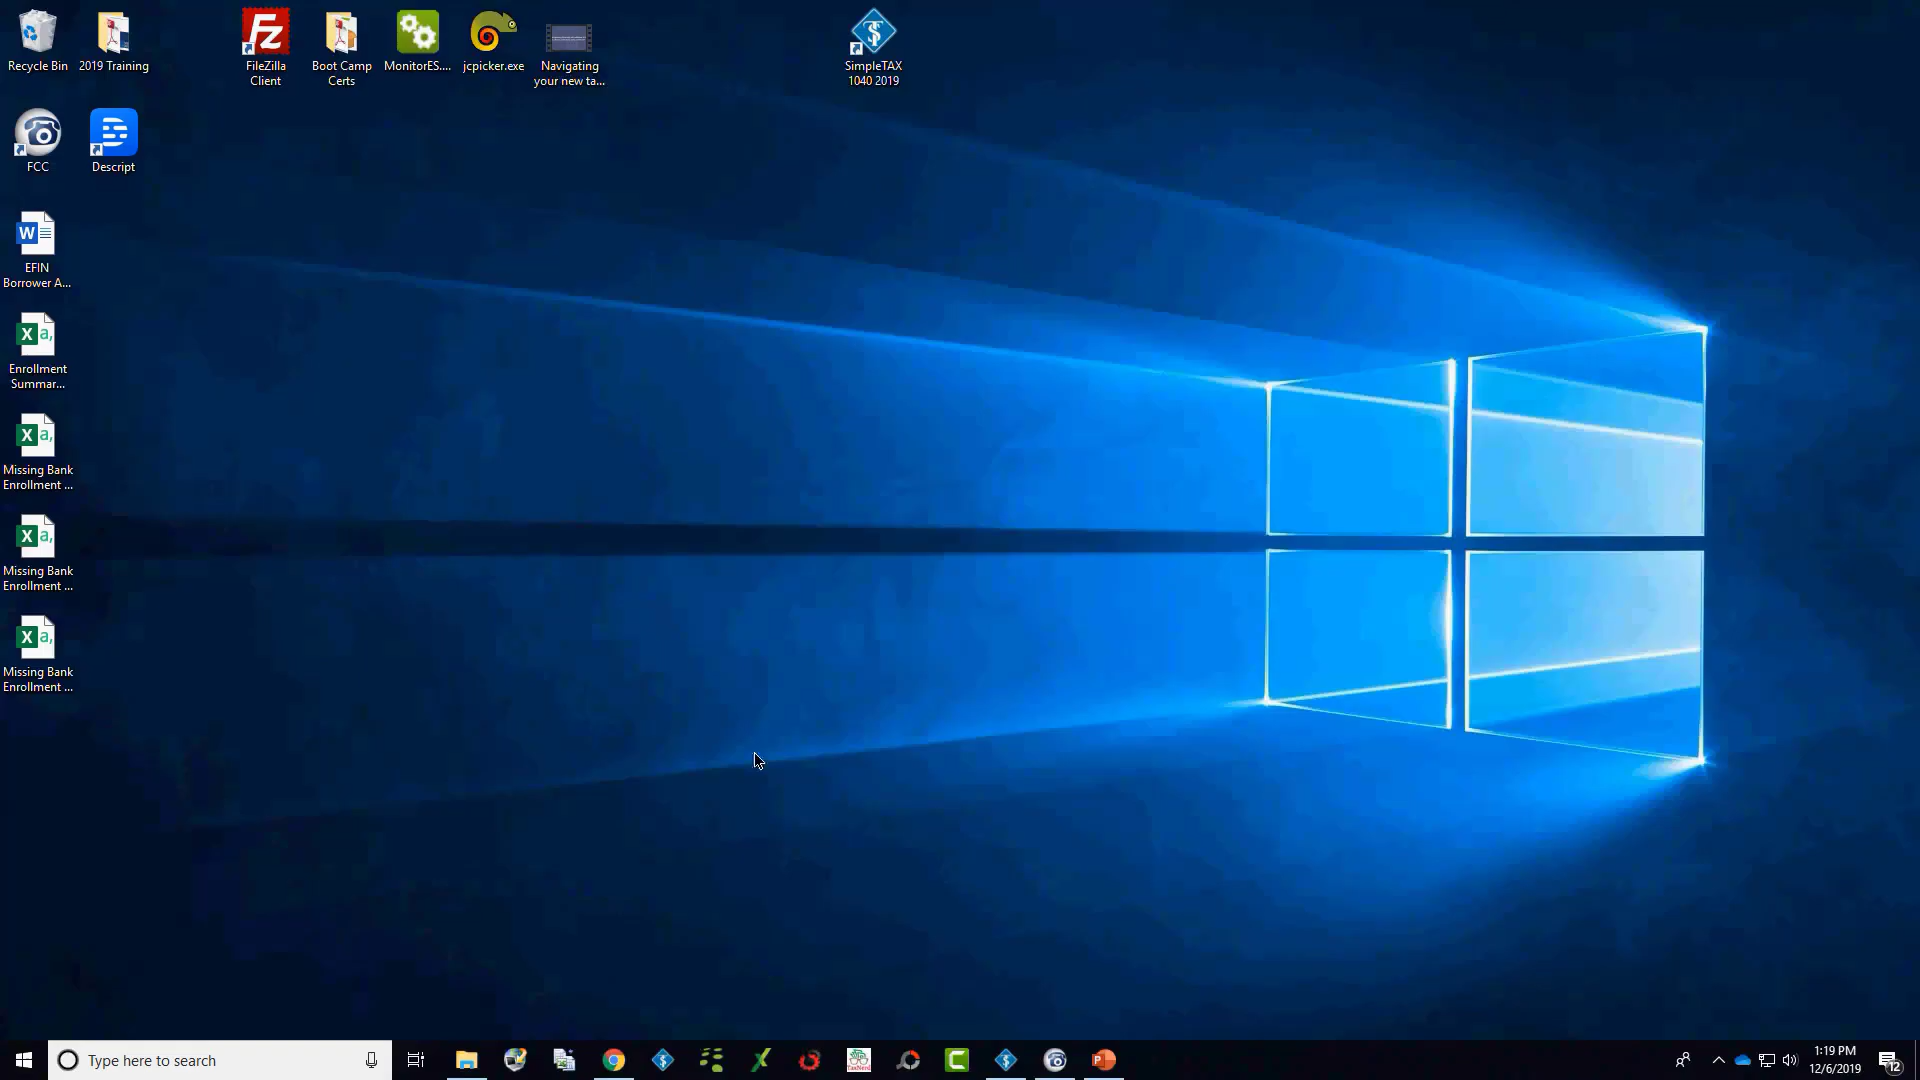 Recycle Bin
2019 Training
FileZilla
Client
Boot Camp
Certs
MonitorES....
jcpicker.exe
Navigating
your new ta...
SimpleTAX
1040 2019
FCC
Descript
EFIN
Borrower A...
Enrollment
Summar...
Missing Bank
Enrollment ...
Missing Bank
Enrollment ...
Missing Bank
Enrollment ...
Type here to search
1:19 PM
12/6/2019
12